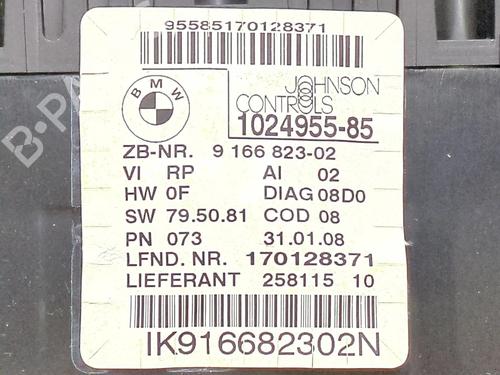 95585170128371
BMW
JOHNSON
CONTROLS
1024955-85
ZB-NR. 9 166 823-02
VI RP AI 02
HW 0F DIAG 08D0
SW 79.50.81 COD 08
PN 073 31.01.08
LFND. NR. 170128371
LIEFERANT 258115 10
IK916682302N